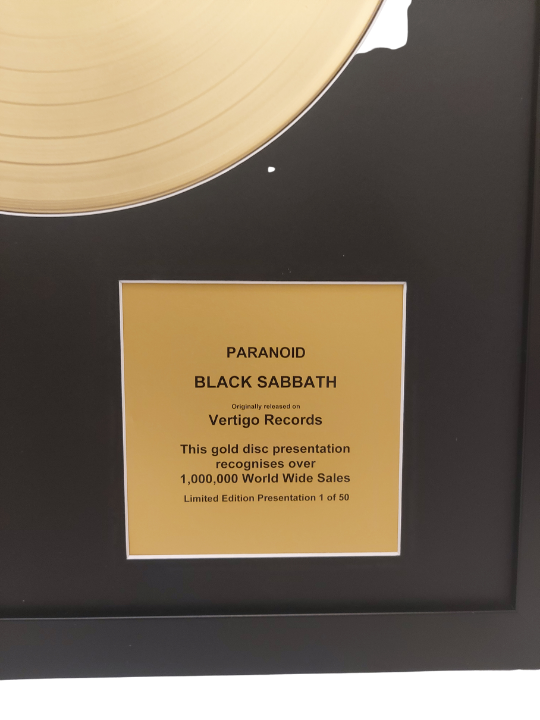 PARANOID
BLACK SABBATH
Originally released on
Vertigo Records
This gold disc presentation
recognises over
1,000,000 World Wide Sales
Limited Edition Presentation 1 of 50